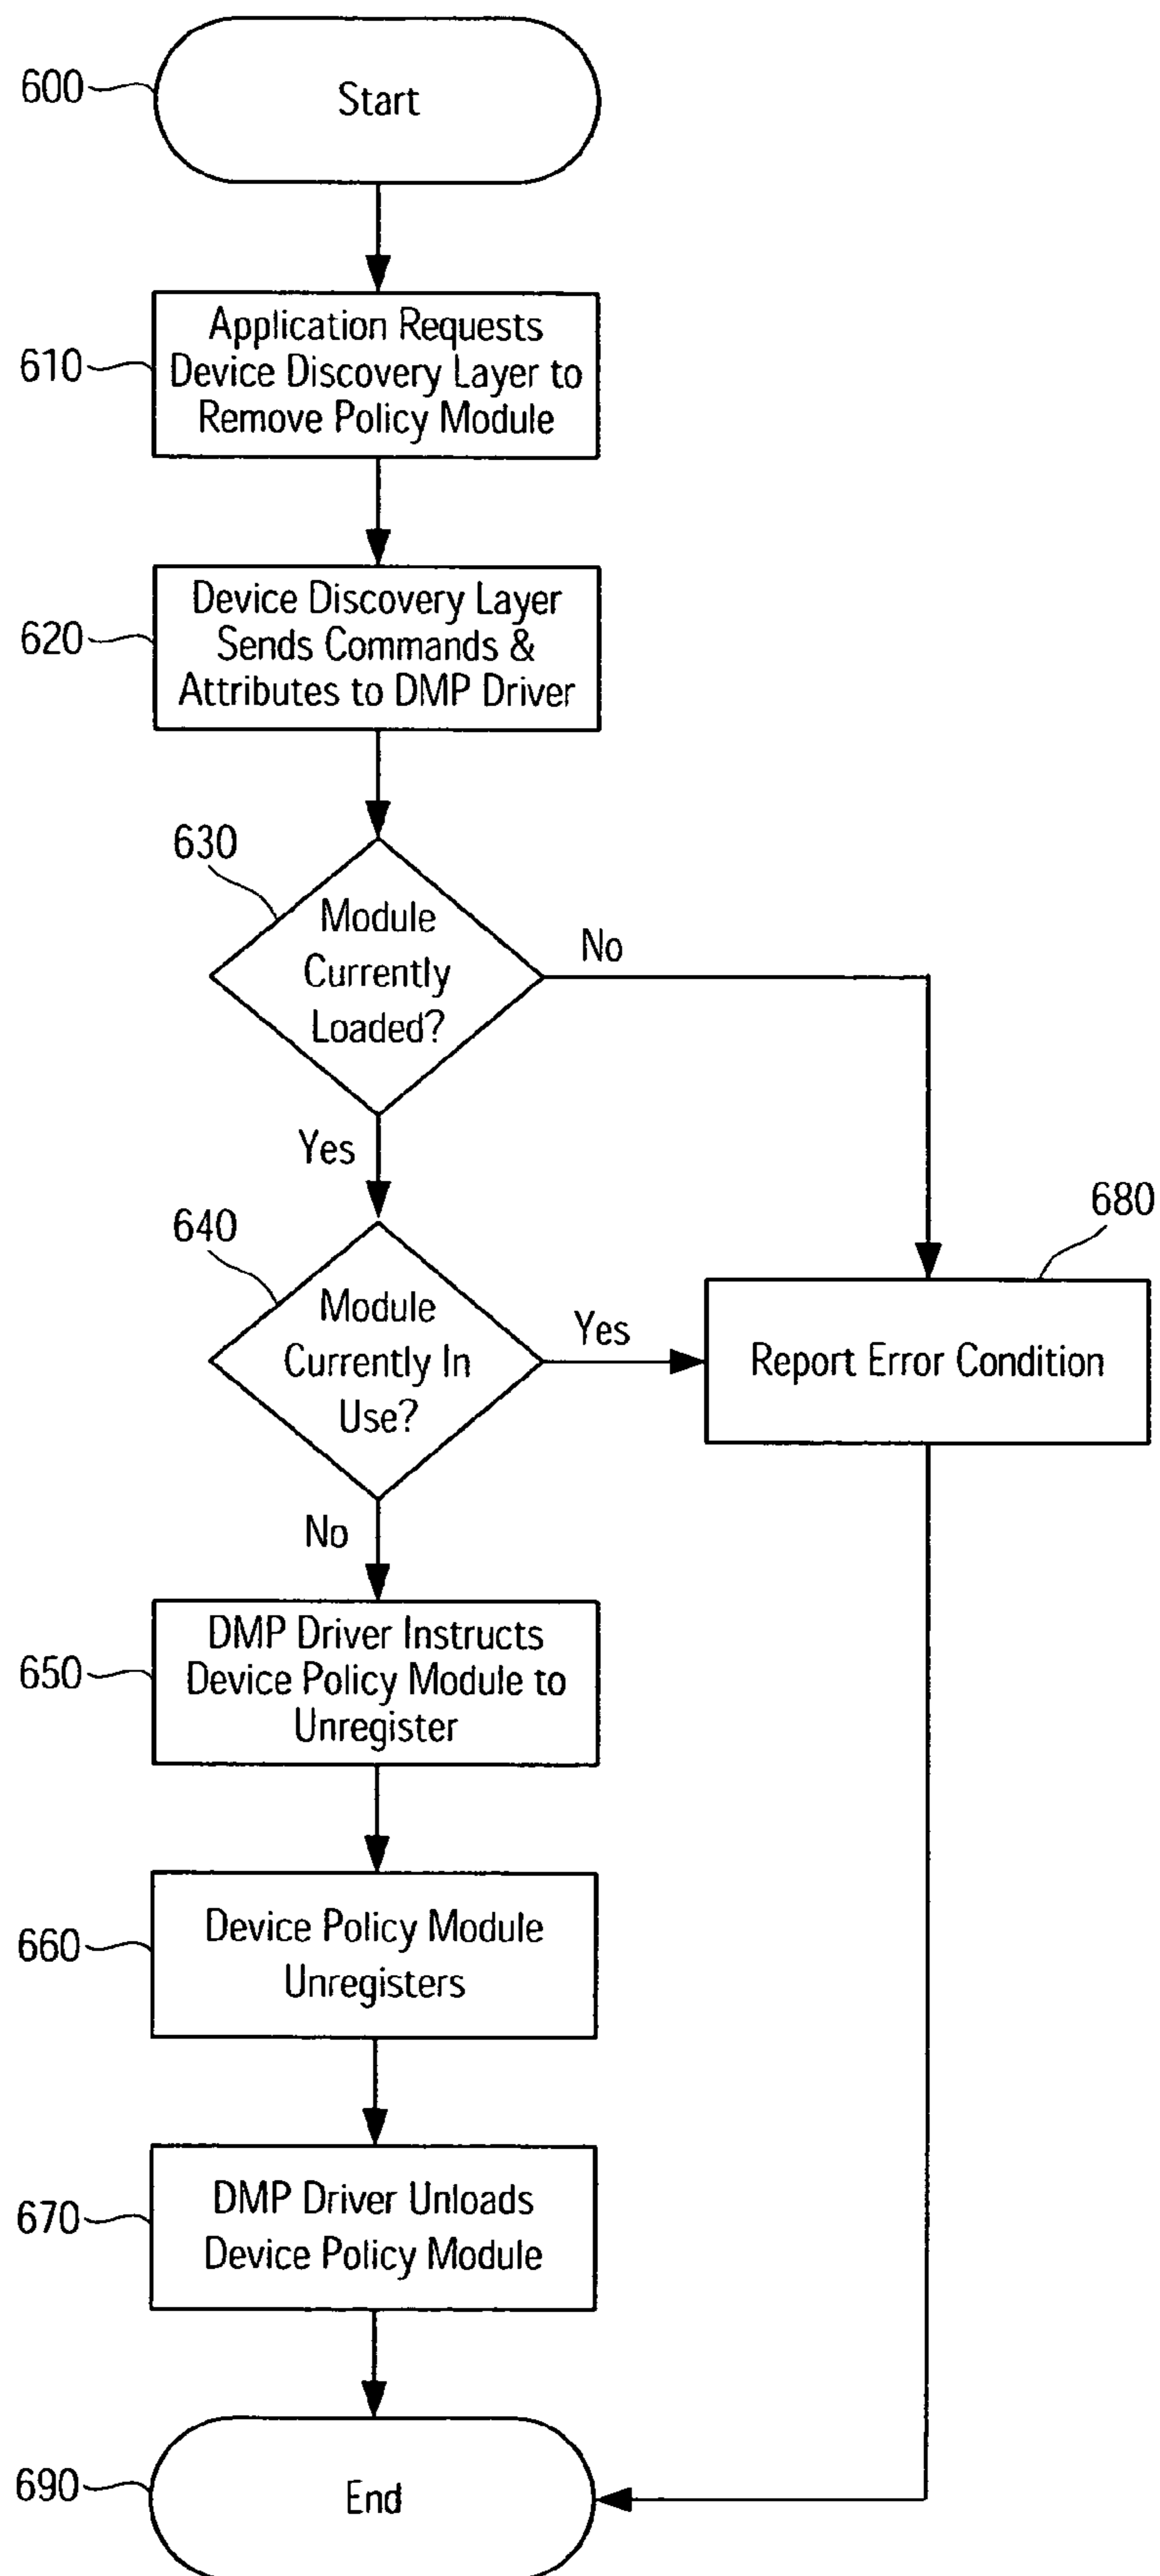 600
Start
610
Application Requests
Device Discovery Layer to
Remove Policy Module
620
Device Discovery Layer
Sends Commands &
Attributes to DMP Driver
630
Module
Currently
Loaded?
No
Yes
680
Report Error Condition
640
Module
Currently In
Use?
Yes
No
650
DMP Driver Instructs
Device Policy Module to
Unregister
660
Device Policy Module
Unregisters
670
DMP Driver Unloads
Device Policy Module
690
End